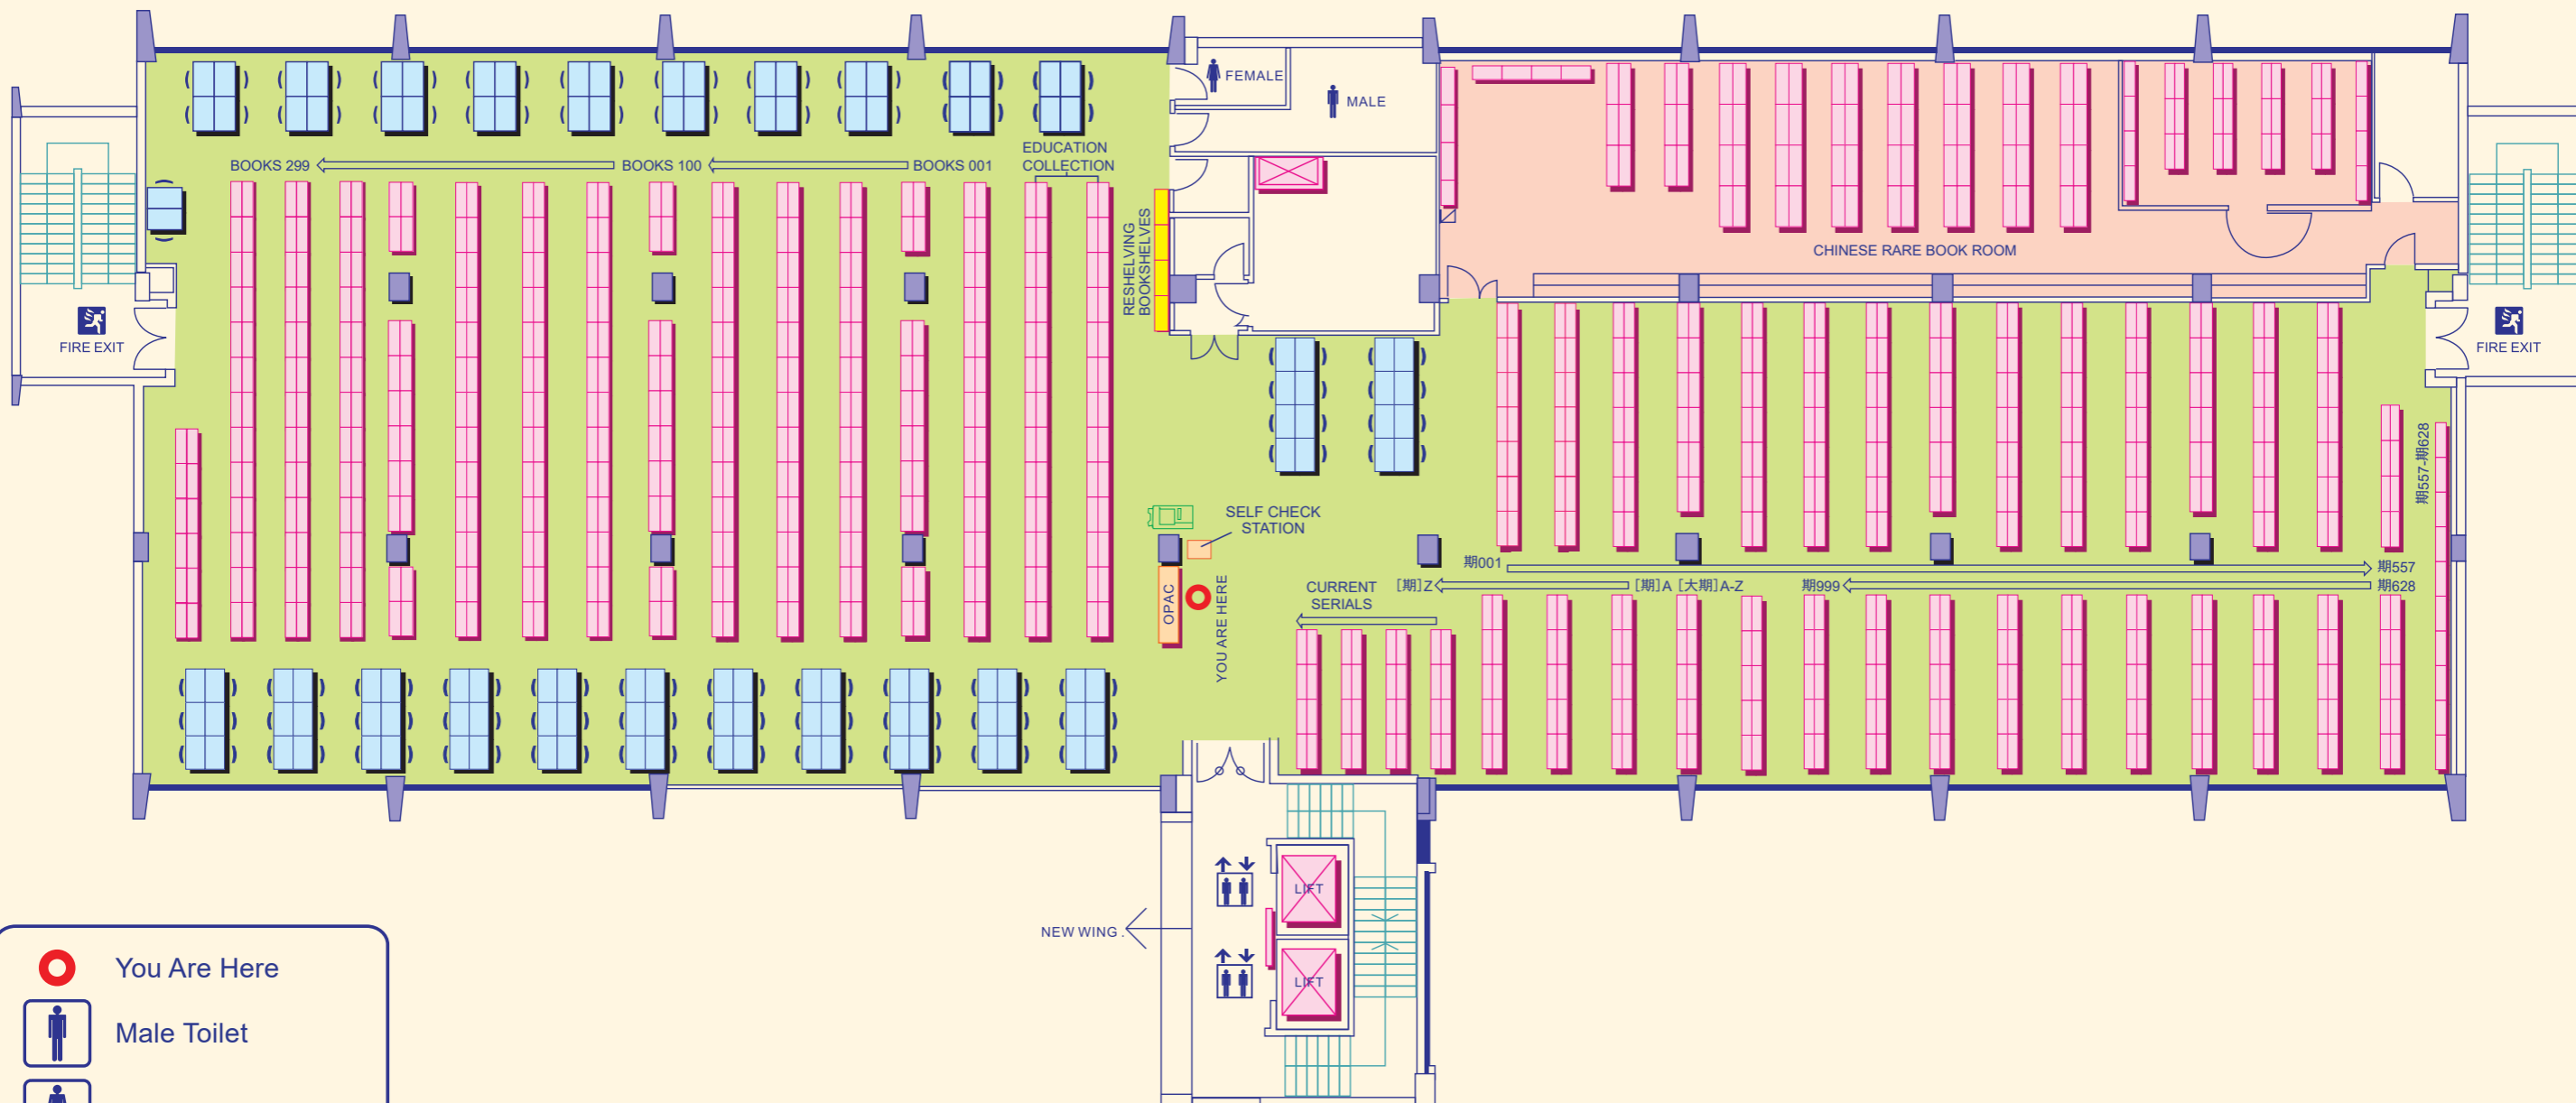 FEMALE
MALE
EDUCATION
COLLECTION
BOOKS 299
BOOKS 100
BOOKS 001
RESHELVING
BOOKSHELVES
CHINESE RARE BOOK ROOM
FIRE EXIT
FIRE EXIT
期557-期628
SELF CHECK
STATION
OPAC
YOU ARE HERE
期001
期557
CURRENT
SERIALS
[期]Z
[期]A [大期]A-Z
期999
期628
LIFT
NEW WING .
LIFT
You Are Here
Male Toilet